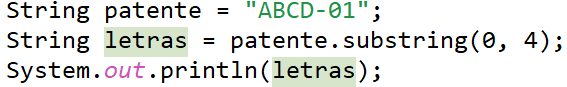 String patente = "ABCD-01";
String letras = patente.substring(0, 4);
System.out.println(letras);